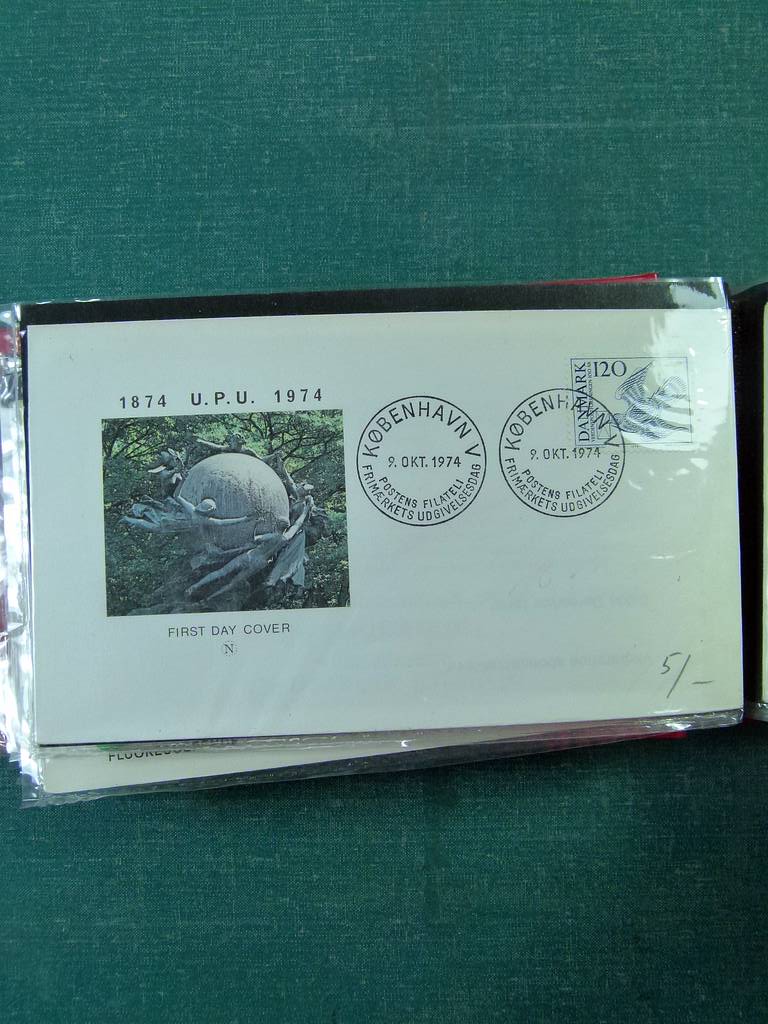 1874 U.P.U. 1974
FIRST DAY COVER
N
KØBENHAVN V
9. OKT. 1974
POSTENS FILATELI
FRIMÆRKETS UDGIVELSESDAG
KØBENHAVN V
9. OKT. 1974
POSTENS FILATELI
FRIMÆRKETS UDGIVELSESDAG
DANMARK
120
5/-